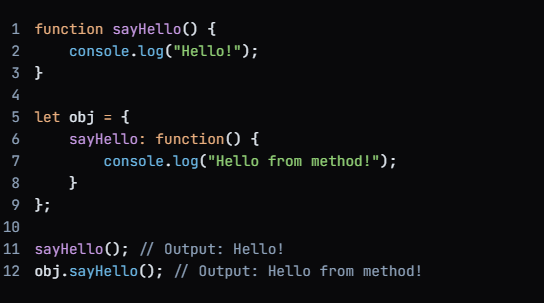 1 function sayHello() {
2     console.log("Hello!");
3 }
4
5 let obj = {
6     sayHello: function() {
7         console.log("Hello from method!");
8     }
9 };
10
11 sayHello(); // Output: Hello!
12 obj.sayHello(); // Output: Hello from method!